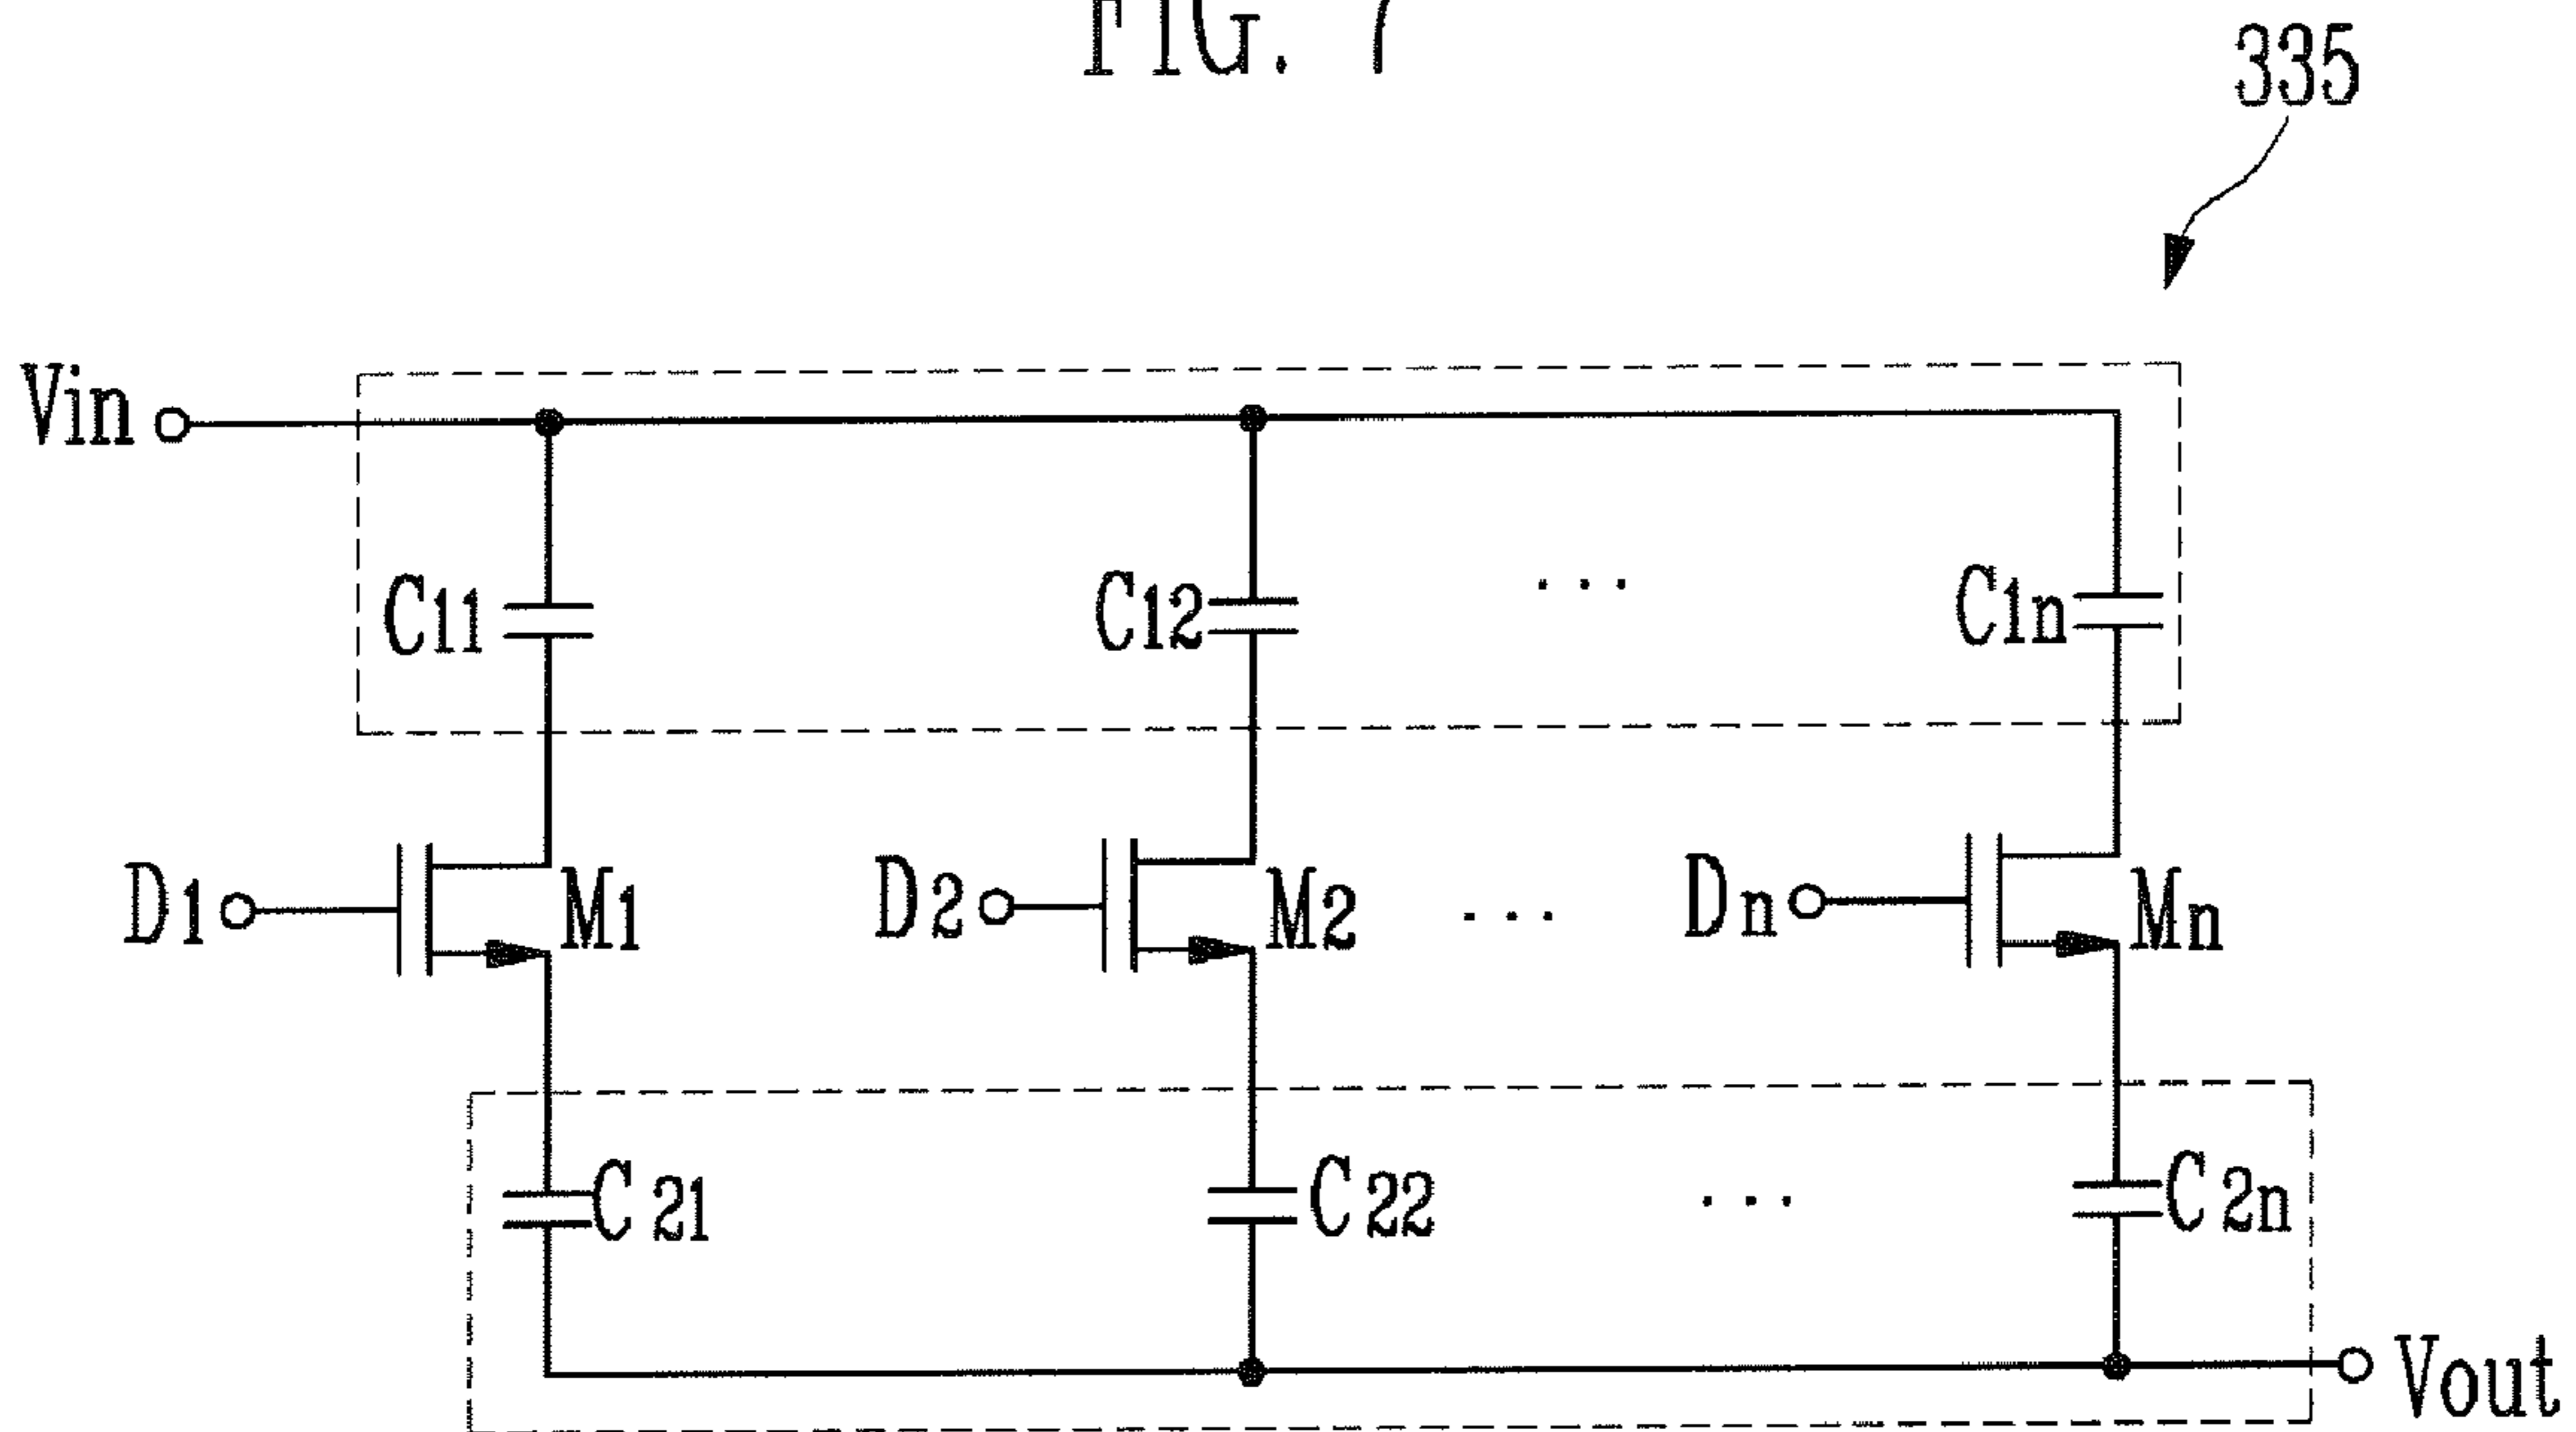 FIG. 7
335
Vin
C11
C12
...
C1n
D1
M1
D2
M2
...
Dn
Mn
C21
C22
...
C2n
Vout